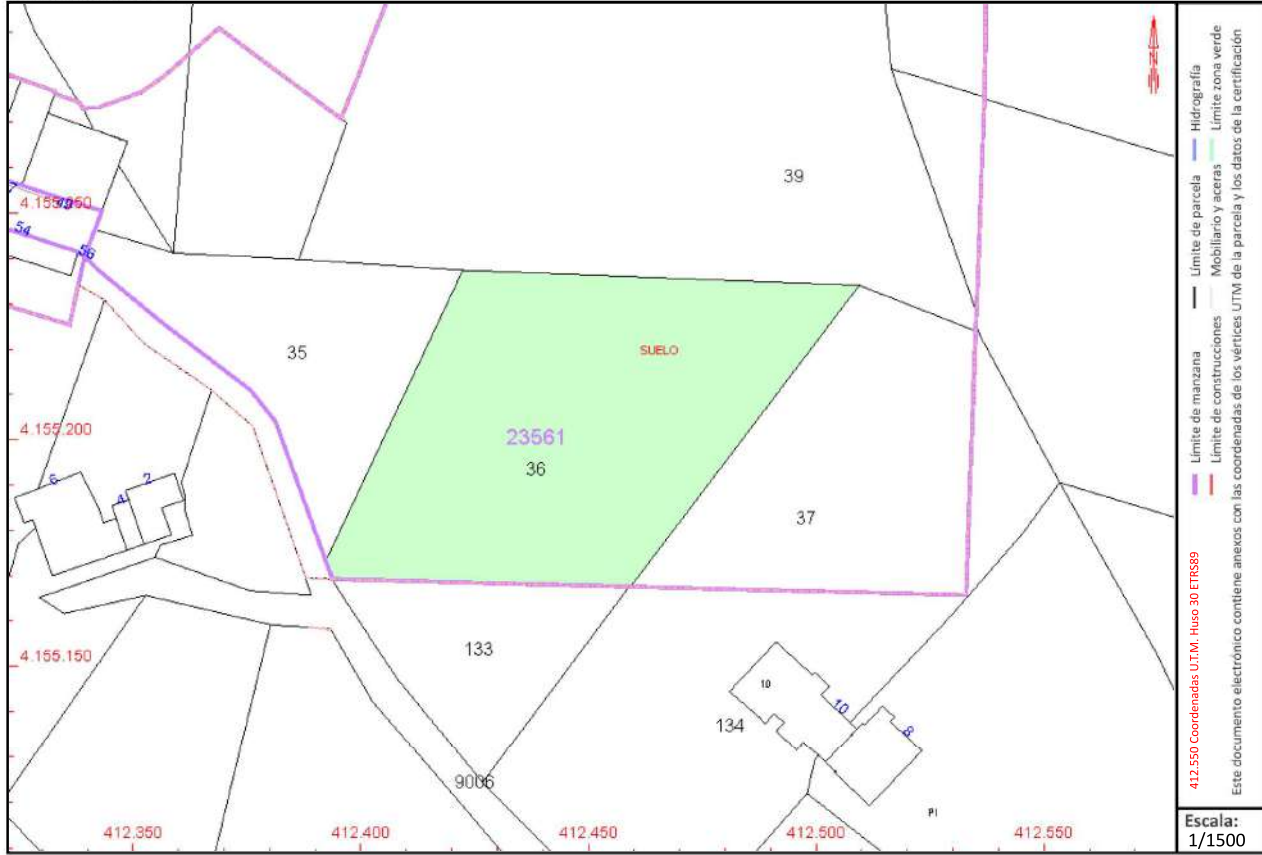 39
4.155.250
49
54
56
35
SUELO
4.155.200
23561
36
6
4
2
37
4.155.150
133
10
10
8
134
9006
PI
412.350
412.400
412.450
412.500
412.550
412.550 Coordenadas U.T.M. Huso 30 ETRS89
Límite de manzana
Límite de parcela
Hidrografía
Límite de construcciones
Mobiliario y aceras
Límite zona verde
Este documento electrónico contiene anexos con las coordenadas de los vértices UTM de la parcela y los datos de la certificación
Escala:
1/1500